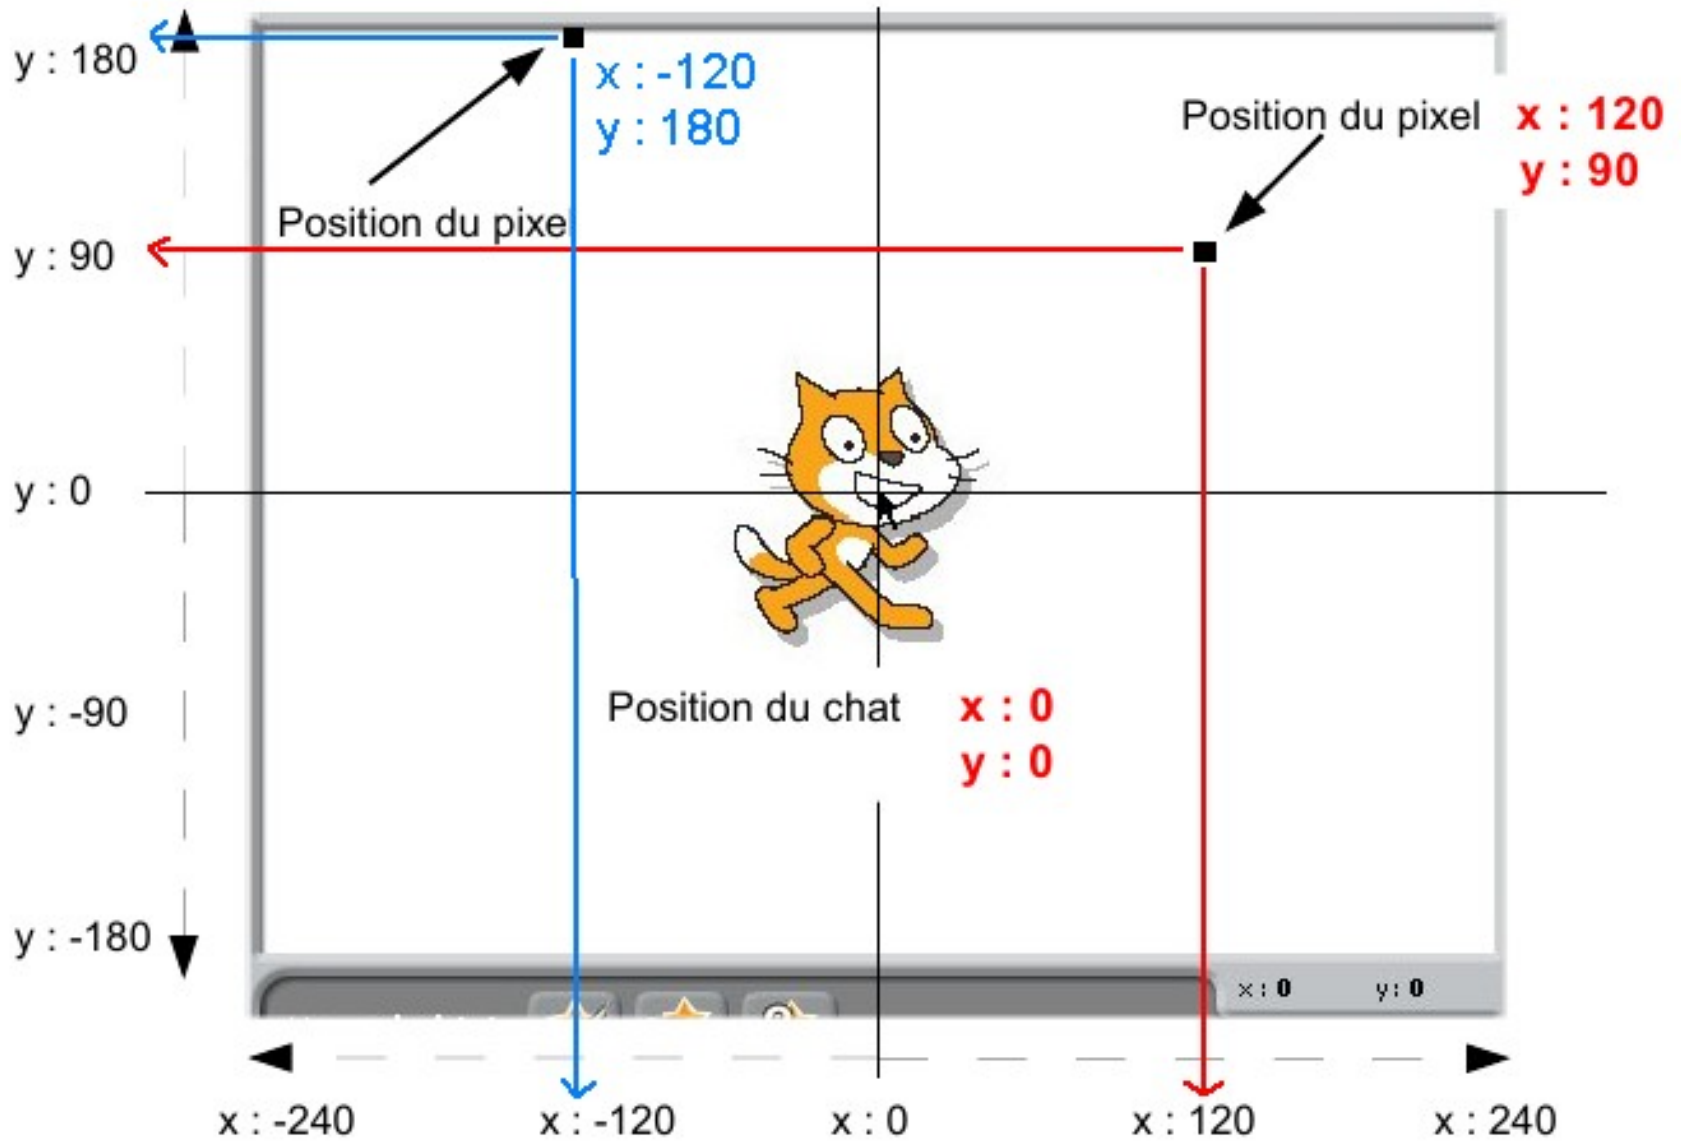 y : 180
x : -120
y : 180
Position du pixel
x : 120
y : 90
Position du pixel
y : 90
y : 0
Position du chat
x : 0
y : 0
y : -90
y : -180
x: 0 y: 0
x : -240 x : -120 x : 0 x : 120 x : 240